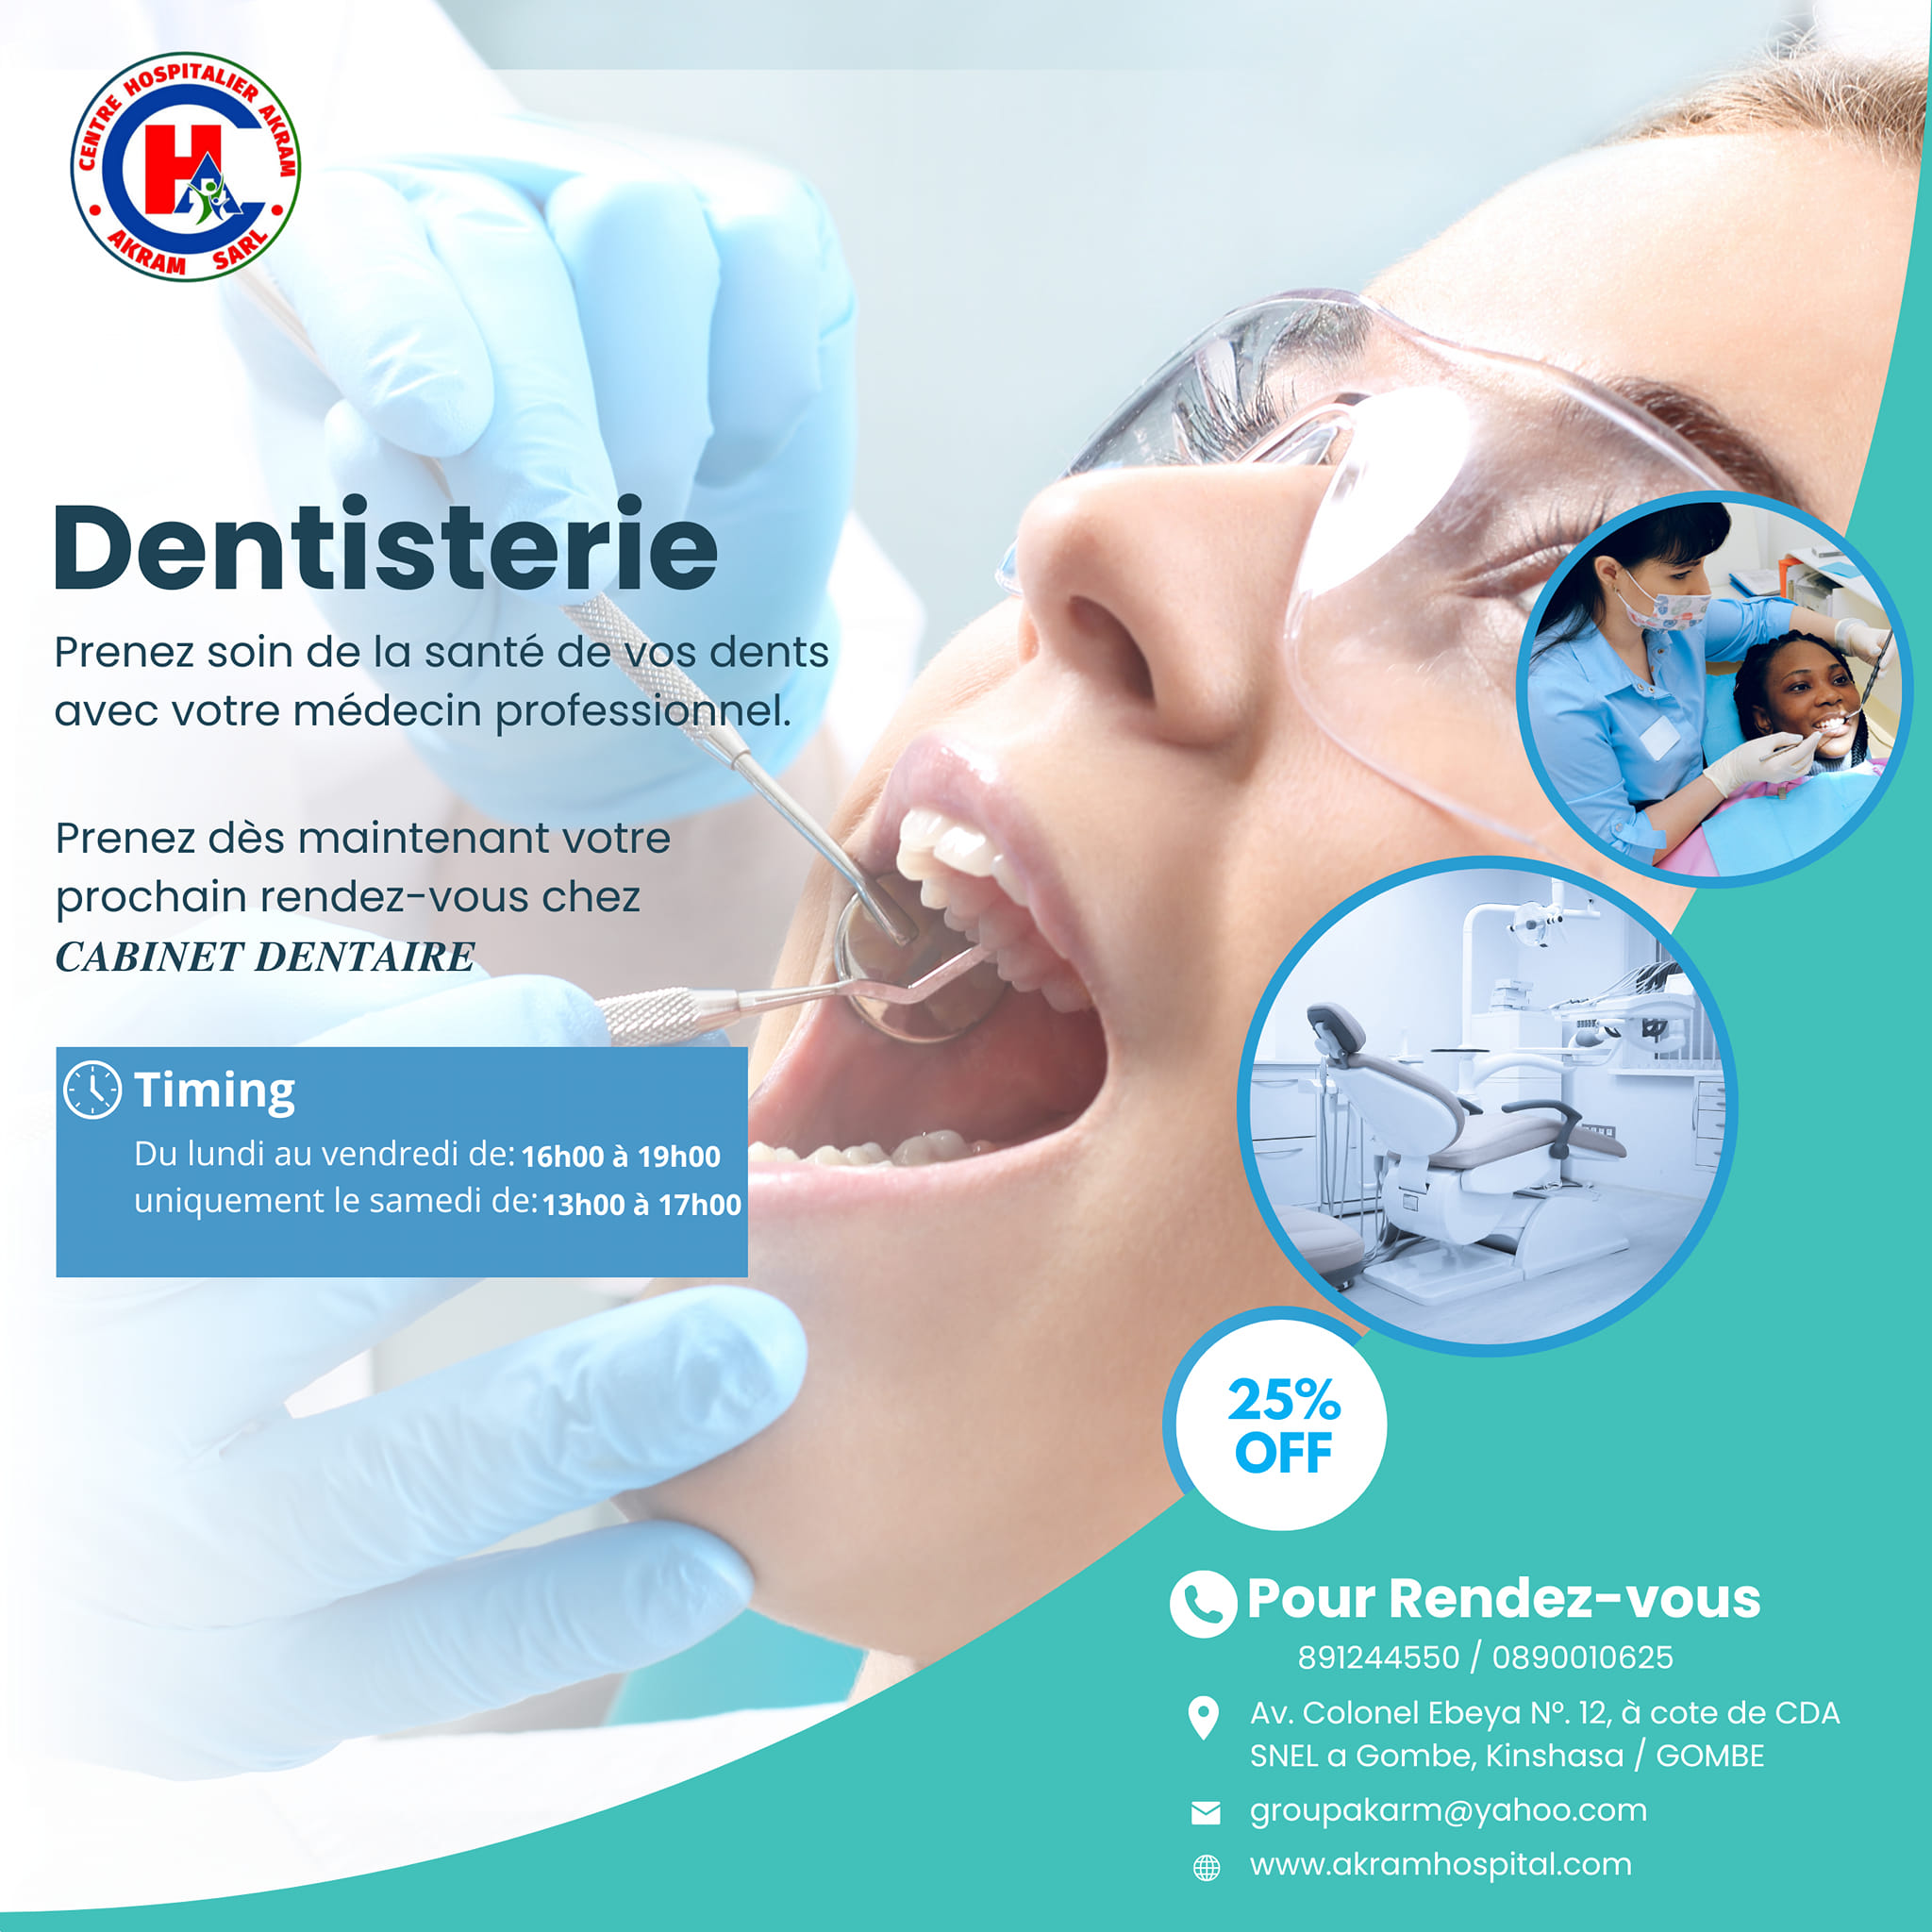 CENTRE HOSPITALIER AKRAM
AKRAM SARL
Dentisterie
Prenez soin de la santé de vos dents
avec votre médecin professionnel.
Prenez dès maintenant votre
prochain rendez-vous chez
CABINET DENTAIRE
Timing
Du lundi au vendredi de: 16h00 à 19h00
uniquement le samedi de: 13h00 à 17h00
25%
OFF
Pour Rendez-vous
891244550 / 0890010625
Av. Colonel Ebeya Nº. 12, à cote de CDA
SNEL a Gombe, Kinshasa / GOMBE
groupakarm@yahoo.com
www.akramhospital.com